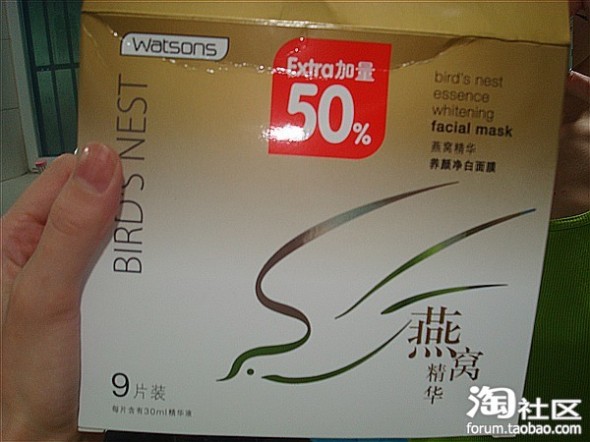 watsons
Extra加量
50%
bird's nest
essence
whitening
facial mask
燕窝精华
养颜净白面膜
BIRD'S NEST
燕窝
精华
9片装
每片含有30ml精华液
淘社区
forum.taobao.com